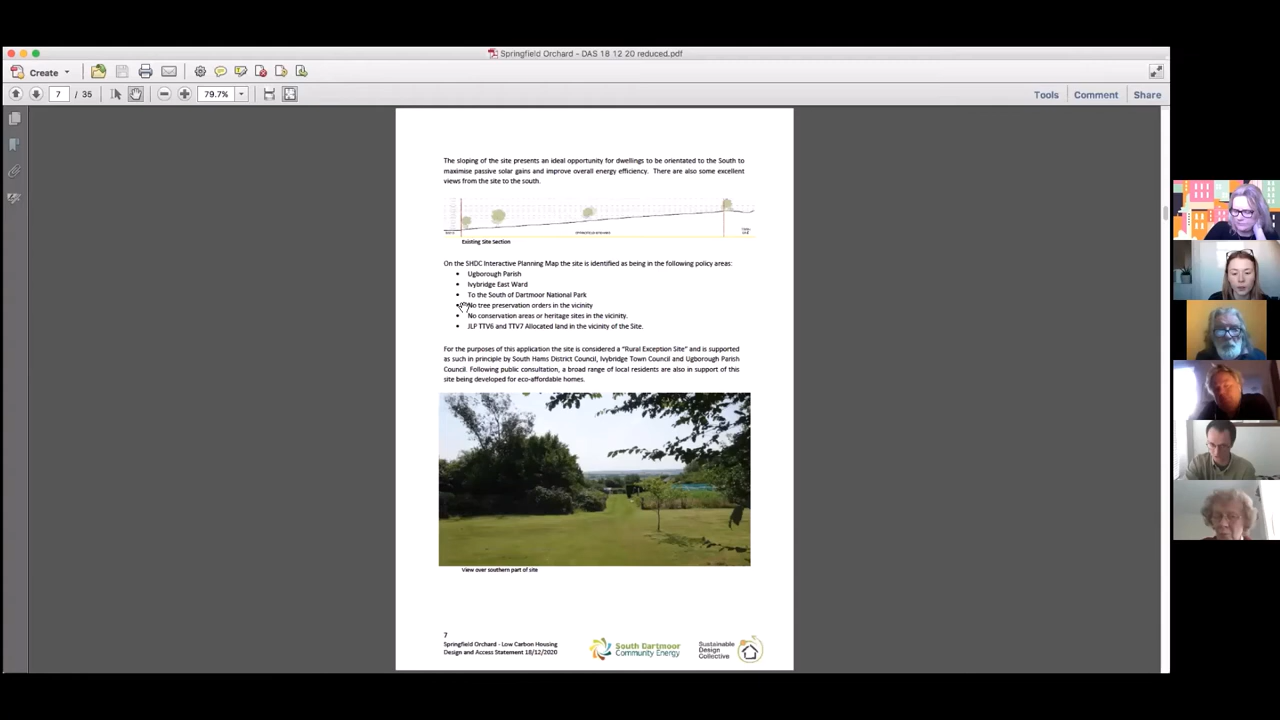 Springfield Orchard - DAS 18 12 20 reduced.pdf
Create
7 / 35
79.7%
Tools Comment Share
The sloping of the site presents an ideal opportunity for dwellings to be orientated to the South to
maximise passive solar gains and improve overall energy efficiency. There are also some excellent
views from the site to the south.
Existing Site Section
On the SHDC Interactive Planning Map the site is identified as being in the following policy areas:
• Ugborough Parish
• Ivybridge East Ward
• To the South of Dartmoor National Park
• No tree preservation orders in the vicinity
• No conservation areas or heritage sites in the vicinity.
• JLP TTV6 and TTV7 Allocated land in the vicinity of the Site.
For the purposes of this application the site is considered a “Rural Exception Site” and is supported
as such in principle by South Hams District Council, Ivybridge Town Council and Ugborough Parish
Council. Following public consultation, a broad range of local residents are also in support of this
site being developed for eco-affordable homes.
View over southern part of site
7
Springfield Orchard - Low Carbon Housing
Design and Access Statement 18/12/2020
South Dartmoor
Community Energy
Sustainable
Design
Collective